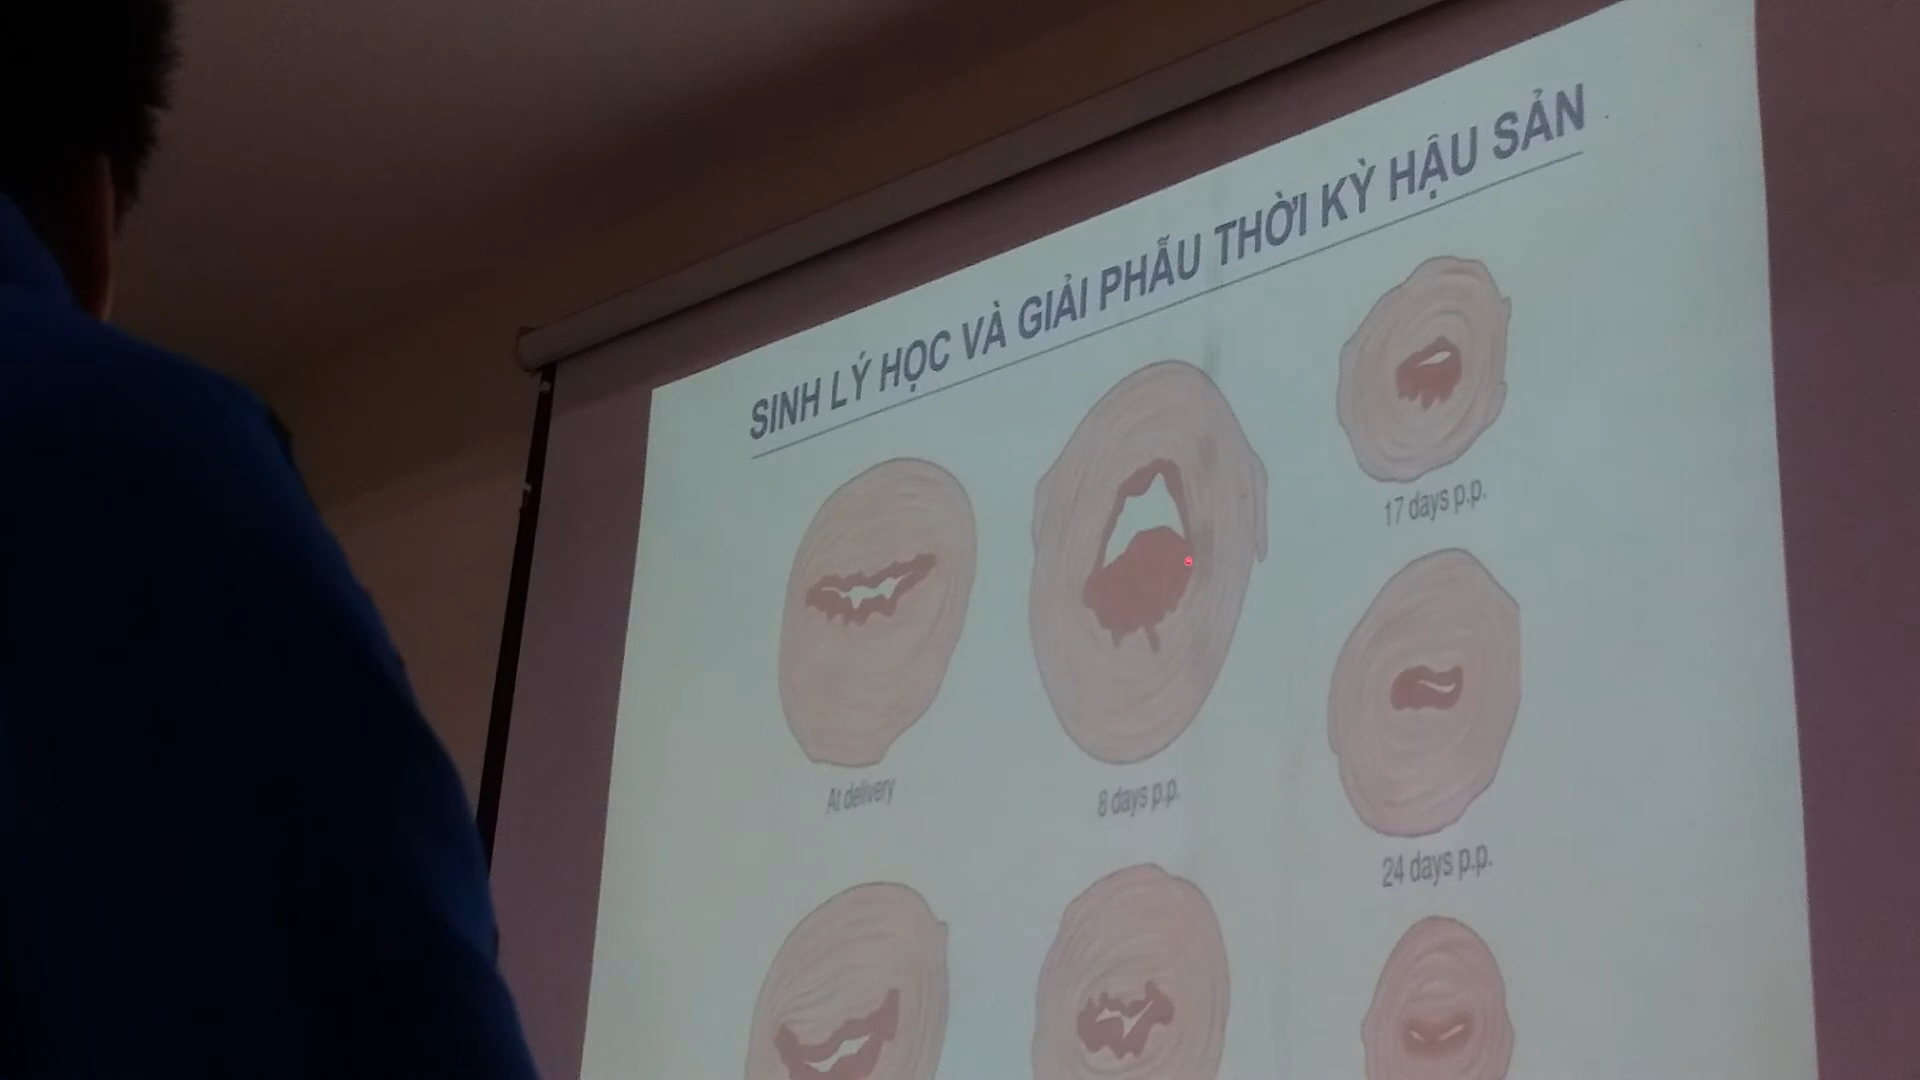 SINH LÝ HỌC VÀ GIẢI PHẪU THỜI KỲ HẬU SẢN
17 days p.p.
At delivery
8 days p.p.
24 days p.p.